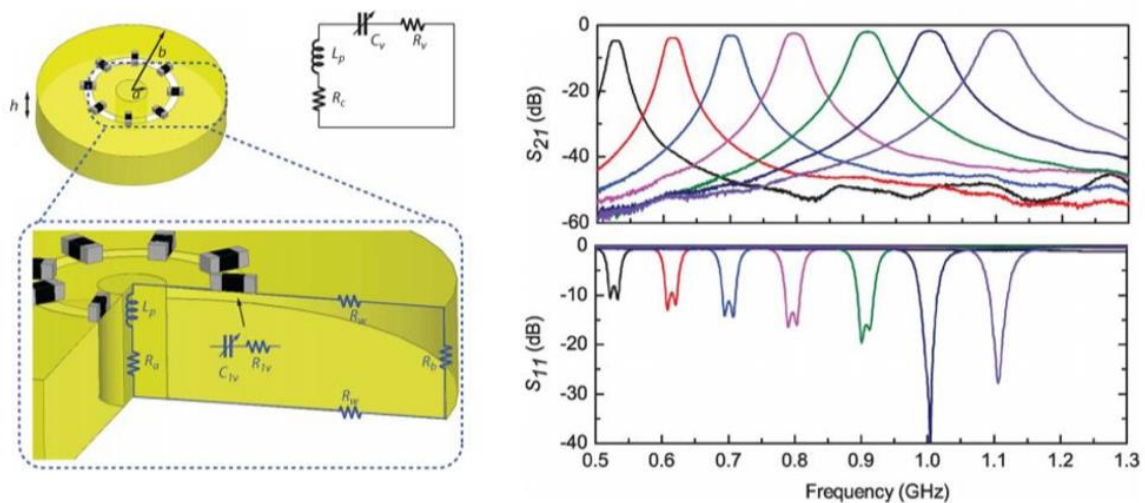 b
a
h
L_p
R_c
C_v
R_v
L_p
R_a
C_1v
R_1v
R_w
R_b
R_w
S_21 (dB)
0
-20
-40
-60
S_11 (dB)
0
-10
-20
-30
-40
0.5 0.6 0.7 0.8 0.9 1.0 1.1 1.2 1.3
Frequency (GHz)